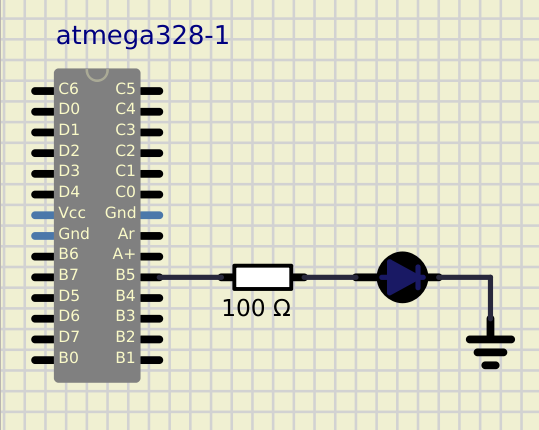 atmega328-1
C6 C5
D0 C4
D1 C3
D2 C2
D3 C1
D4 C0
Vcc Gnd
Gnd Ar
B6 A+
B7 B5
D5 B4
D6 B3
D7 B2
B0 B1
100 Ω